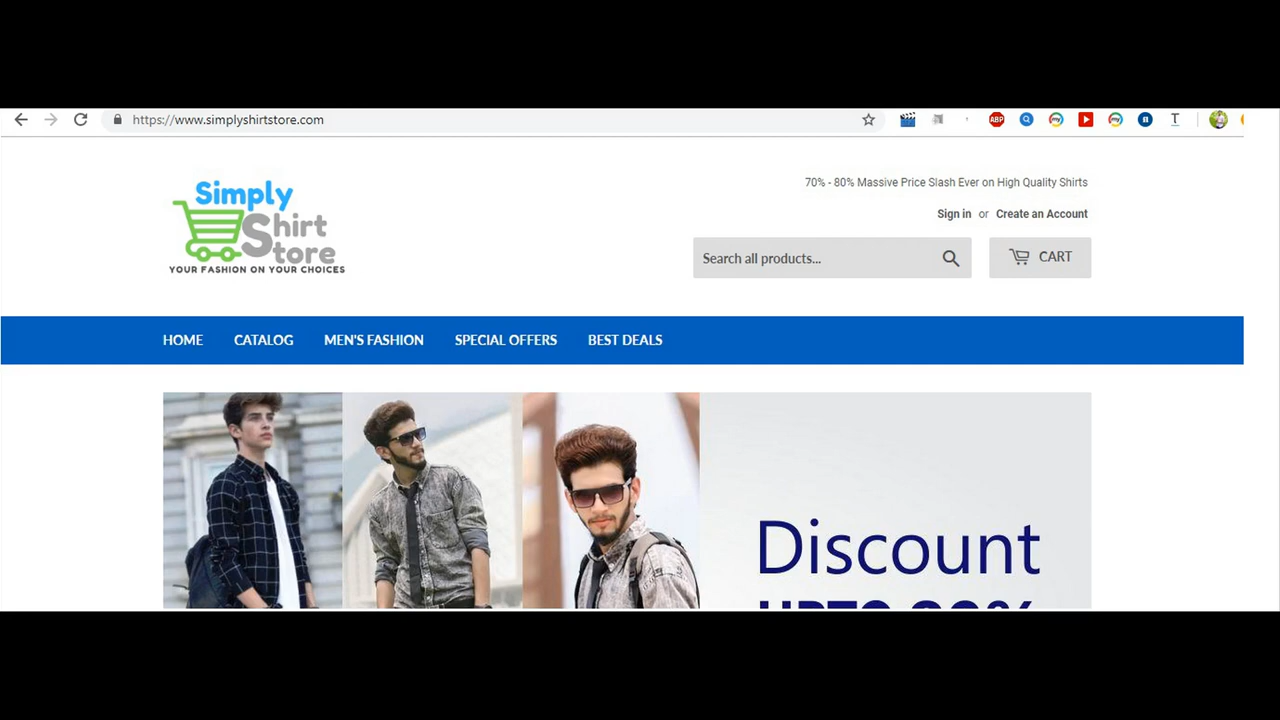 https://www.simplyshirtstore.com
ABP
T
Simply
Shirt
Store
YOUR FASHION ON YOUR CHOICES
70% - 80% Massive Price Slash Ever on High Quality Shirts
Sign in or Create an Account
Search all products...
CART
HOME CATALOG MEN'S FASHION SPECIAL OFFERS BEST DEALS
Discount